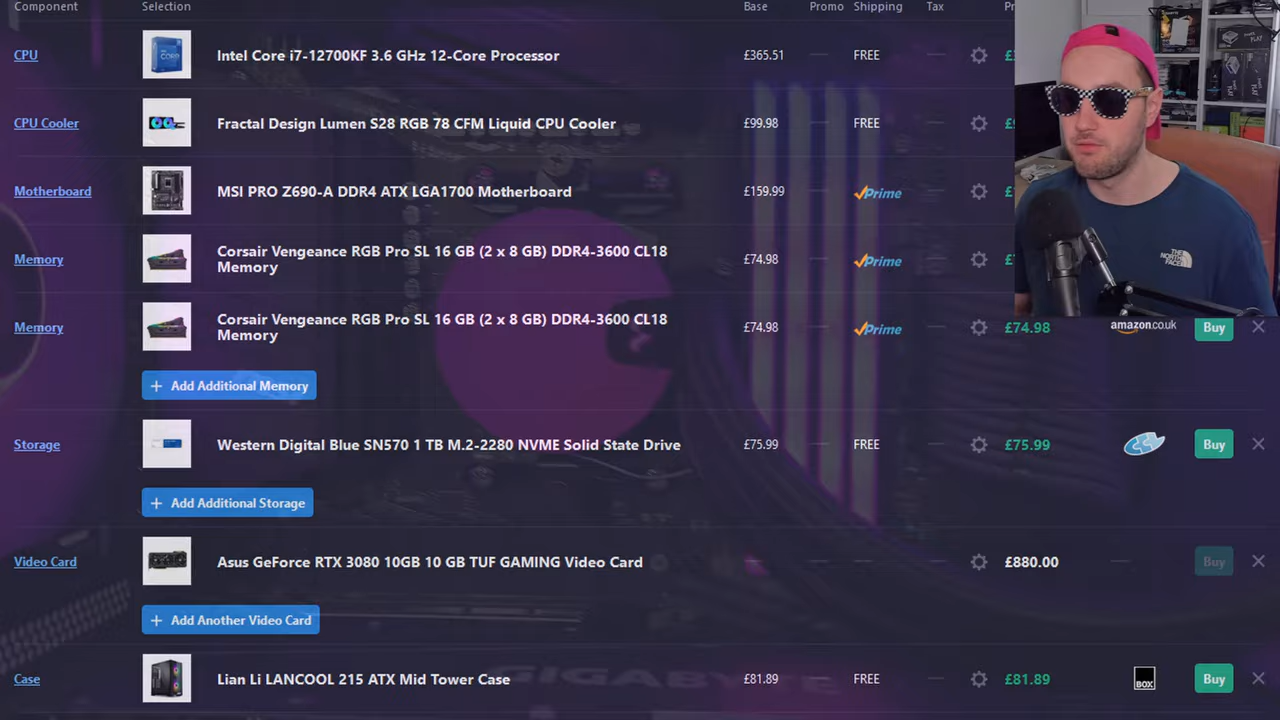 Component Selection Base Promo Shipping Tax
CPU Intel Core i7-12700KF 3.6 GHz 12-Core Processor £365.51 — FREE —
CPU Cooler Fractal Design Lumen S28 RGB 78 CFM Liquid CPU Cooler £99.98 — FREE —
Motherboard MSI PRO Z690-A DDR4 ATX LGA1700 Motherboard £159.99 — Prime —
Memory Corsair Vengeance RGB Pro SL 16 GB (2 x 8 GB) DDR4-3600 CL18
Memory £74.98 — Prime —
THE
NORTH
FACE
Memory Corsair Vengeance RGB Pro SL 16 GB (2 x 8 GB) DDR4-3600 CL18
Memory £74.98 — Prime — £74.98 amazon.co.uk Buy
+ Add Additional Memory
Storage Western Digital Blue SN570 1 TB M.2-2280 NVME Solid State Drive £75.99 — FREE — £75.99 Buy
+ Add Additional Storage
Video Card Asus GeForce RTX 3080 10GB 10 GB TUF GAMING Video Card — — — — £880.00 — Buy
+ Add Another Video Card
GIGABYTE
Case Lian Li LANCOOL 215 ATX Mid Tower Case £81.89 — FREE — £81.89 BOX Buy